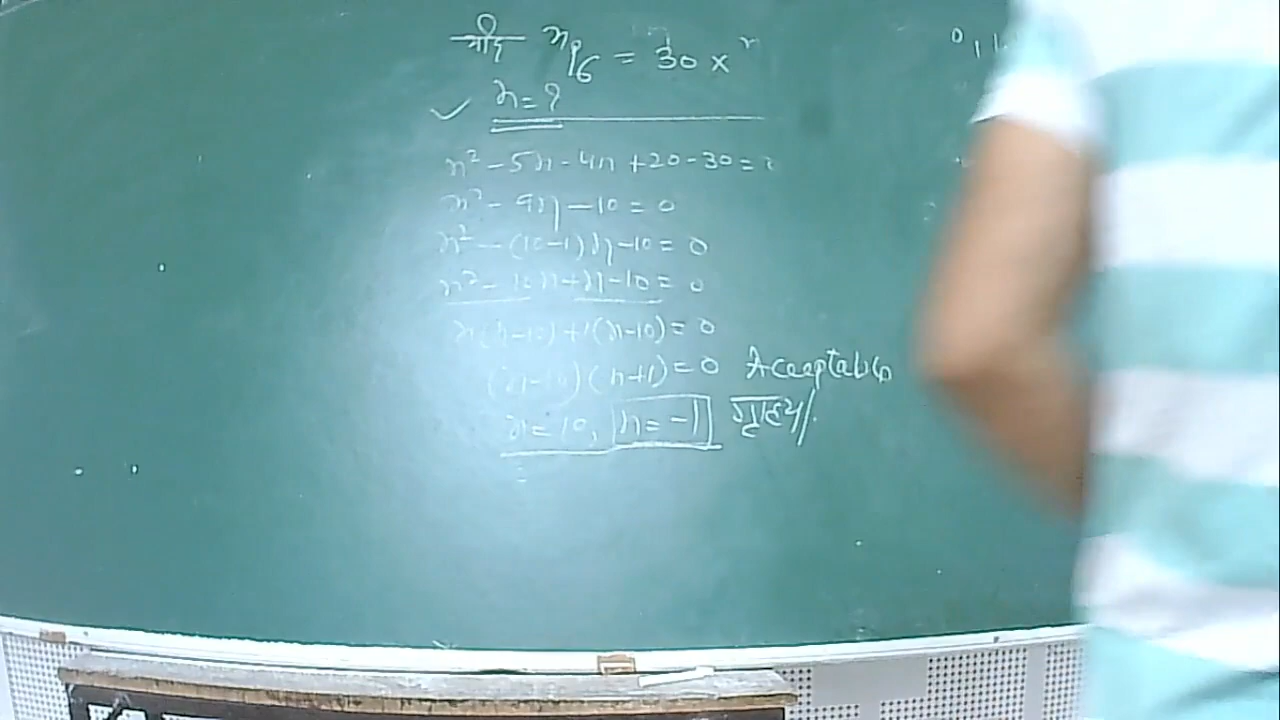 यदि ⁿP₆ = 30 × ⁿ
n = ?
n² - 5n - 4n + 20 - 30 = 0
n² - 9n - 10 = 0
n² - (10-1)n - 10 = 0
n² - 10n + n - 10 = 0
n(n-10) + 1(n-10) = 0
(n-10)(n+1) = 0 Acceptable
n = 10, n = -1 गृाहय//.